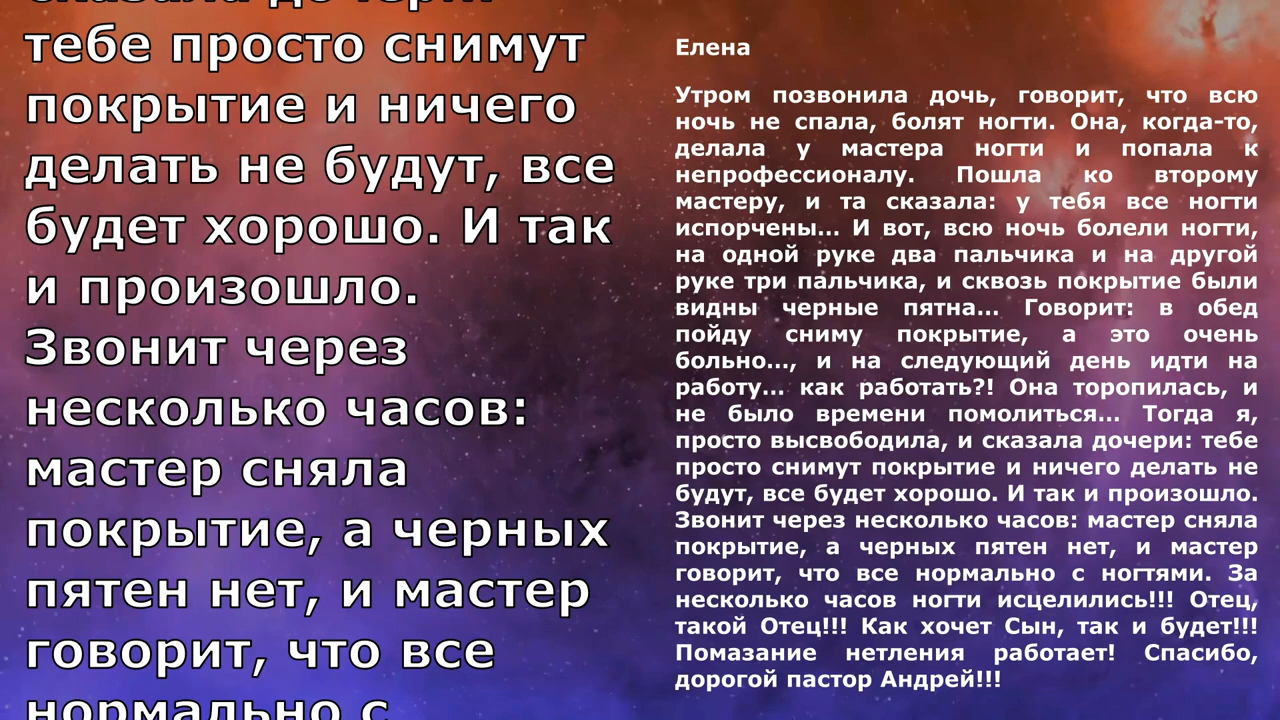 сказала дочери:
тебе просто снимут
покрытие и ничего
делать не будут, все
будет хорошо. И так
и произошло.
Звонит через
несколько часов:
мастер сняла
покрытие, а черных
пятен нет, и мастер
говорит, что все
нормально с
Елена
Утром позвонила дочь, говорит, что всю
ночь не спала, болят ногти. Она, когда-то,
делала у мастера ногти и попала к
непрофессионалу. Пошла ко второму
мастеру, и та сказала: у тебя все ногти
испорчены... И вот, всю ночь болели ногти,
на одной руке два пальчика и на другой
руке три пальчика, и сквозь покрытие были
видны черные пятна... Говорит: в обед
пойду сниму покрытие, а это очень
больно..., и на следующий день идти на
работу... как работать?! Она торопилась, и
не было времени помолиться... Тогда я,
просто высвободила, и сказала дочери: тебе
просто снимут покрытие и ничего делать не
будут, все будет хорошо. И так и произошло.
Звонит через несколько часов: мастер сняла
покрытие, а черных пятен нет, и мастер
говорит, что все нормально с ногтями. За
несколько часов ногти исцелились!!! Отец,
такой Отец!!! Как хочет Сын, так и будет!!!
Помазание нетления работает! Спасибо,
дорогой пастор Андрей!!!